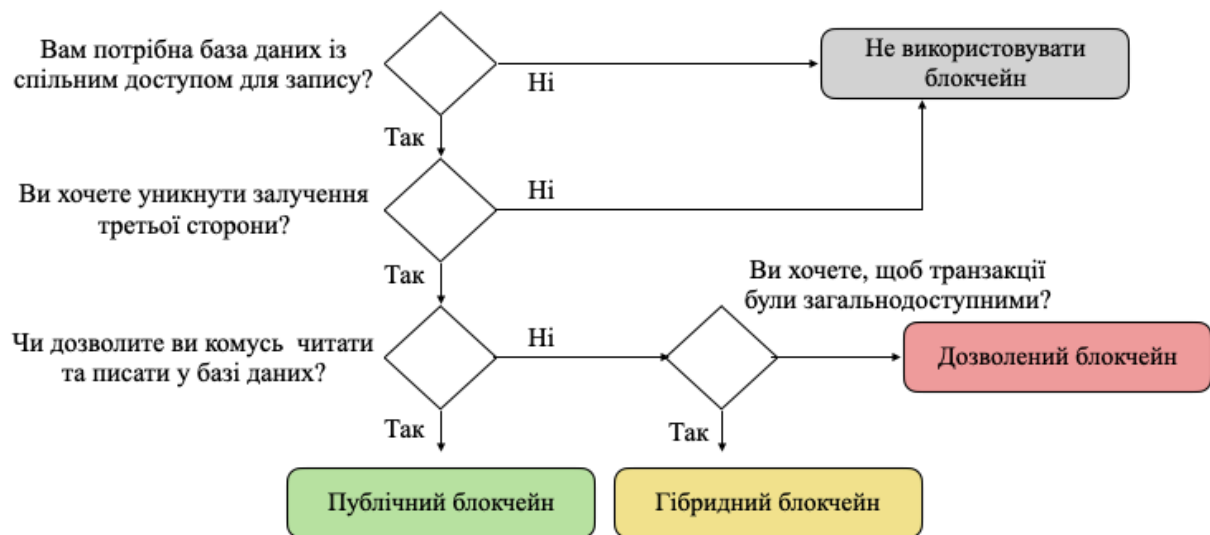 Вам потрібна база даних із
спільним доступом для запису?
Ні
Не використовувати
блокчейн
Так
Ви хочете уникнути залучення
третьої сторони?
Ні
Так
Ви хочете, щоб транзакції
були загальнодоступними?
Чи дозволите ви комусь читати
та писати у базі даних?
Ні
Дозволений блокчейн
Так
Так
Публічний блокчейн
Гібридний блокчейн